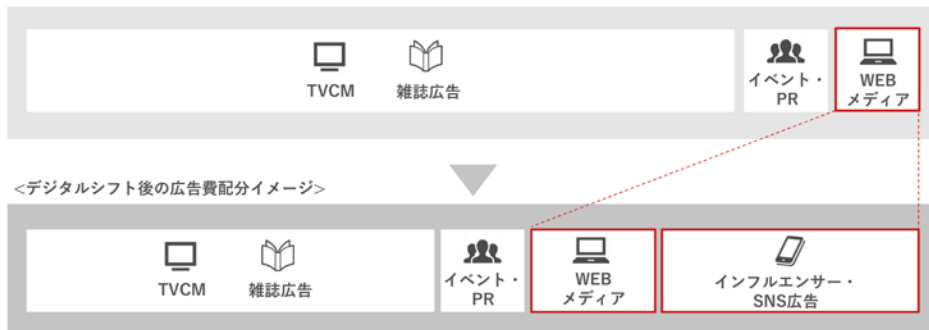 TVCM
雑誌広告
イベント・
PR
WEB
メディア
<デジタルシフト後の広告費配分イメージ>
TVCM
雑誌広告
イベント・
PR
WEB
メディア
インフルエンサー・
SNS広告